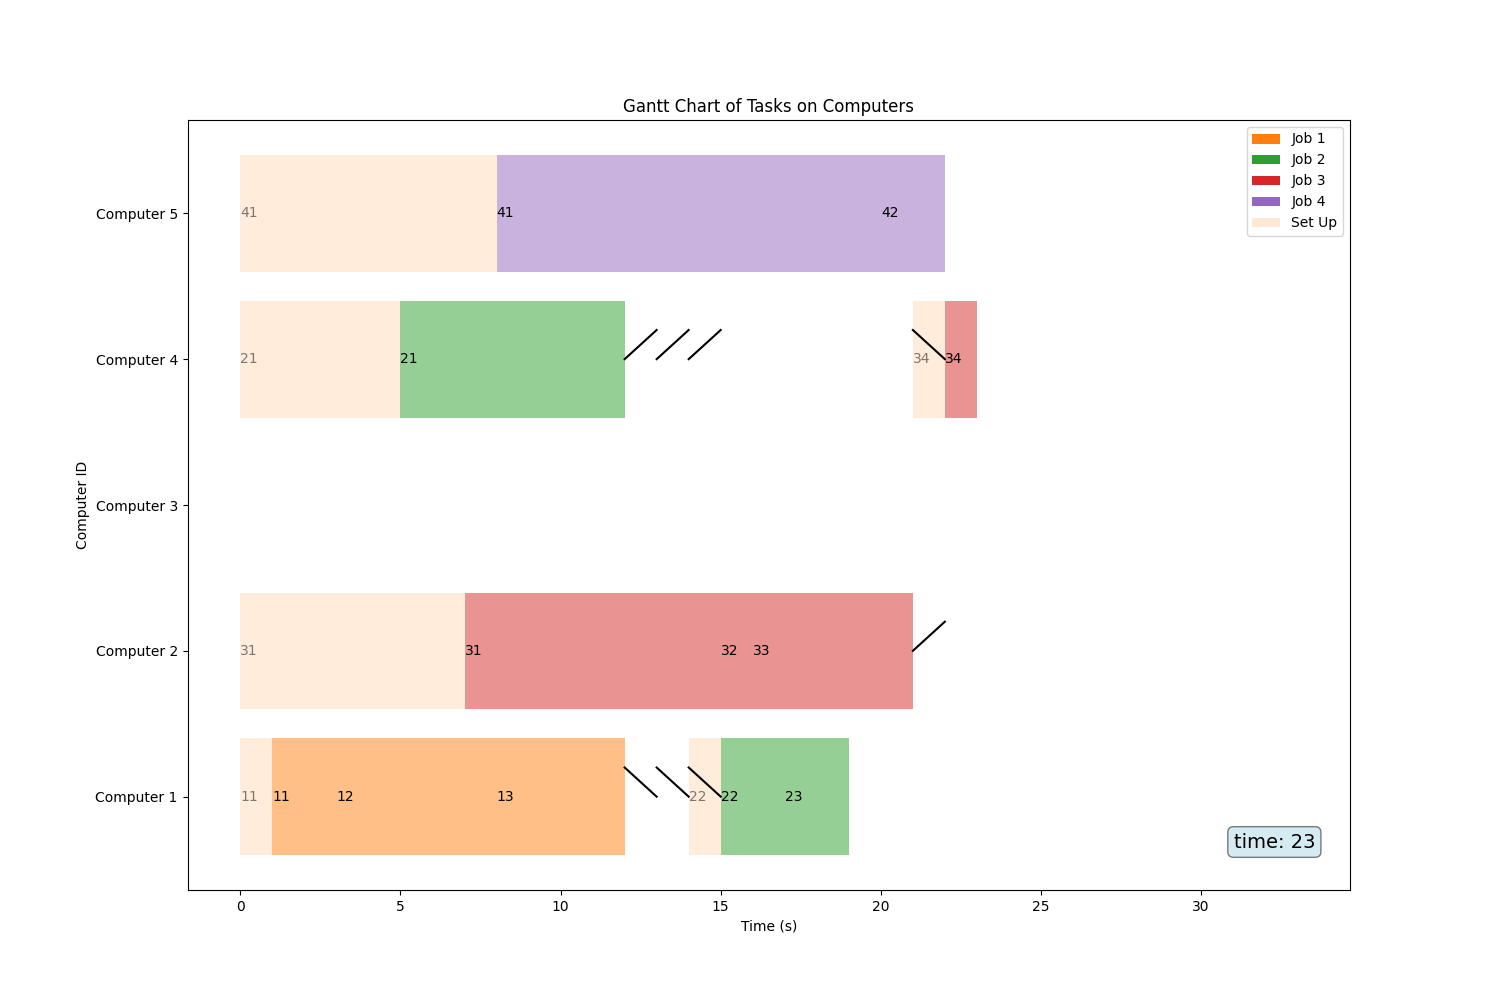 Gantt Chart of Tasks on Computers
Job 1
Job 2
Job 3
Job 4
Set Up
Computer 5
41
41
42
Computer 4
21
21
34
34
Computer ID
Computer 3
Computer 2
31
31
32
33
Computer 1
11
11
12
13
22
22
23
time: 23
0
5
10
15
20
25
30
Time (s)